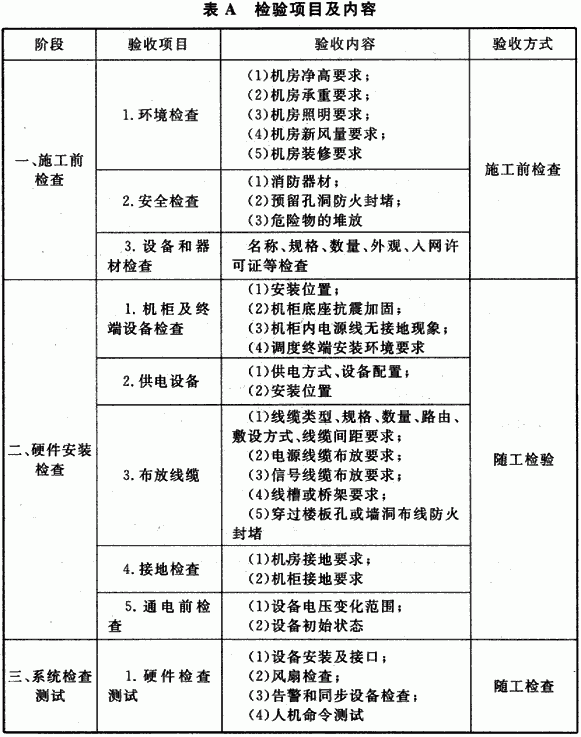 表 A 检验项目及内容
阶段 验收项目 验收内容 验收方式
一、施工前
检查
1.环境检查
(1)机房净高要求;
(2)机房承重要求;
(3)机房照明要求;
(4)机房新风量要求;
(5)机房装修要求
施工前检查
2.安全检查
(1)消防器材;
(2)预留孔洞防火封堵;
(3)危险物的堆放
3.设备和器
材检查
名称、规格、数量、外观、入网许
可证等检查
二、硬件安装
检查
1.机柜及终
端设备检查
(1)安装位置;
(2)机柜底座抗震加固;
(3)机柜内电源线无接地现象;
(4)调度终端安装环境要求
随工检验
2.供电设备
(1)供电方式、设备配置;
(2)安装位置
3.布放线缆
(1)线缆类型、规格、数量、路由、
敷设方式、线缆间距要求;
(2)电源线缆布放要求;
(3)信号线缆布放要求;
(4)线槽或桥架要求;
(5)穿过楼板孔或墙洞布线防火
封堵
4.接地检查
(1)机房接地要求;
(2)机柜接地要求
5.通电前检
查
(1)设备电压变化范围;
(2)设备初始状态
三、系统检查
测试
1.硬件检查
测试
(1)设备安装及接口;
(2)风扇检查;
(3)告警和同步设备检查;
(4)人机命令测试
随工检查